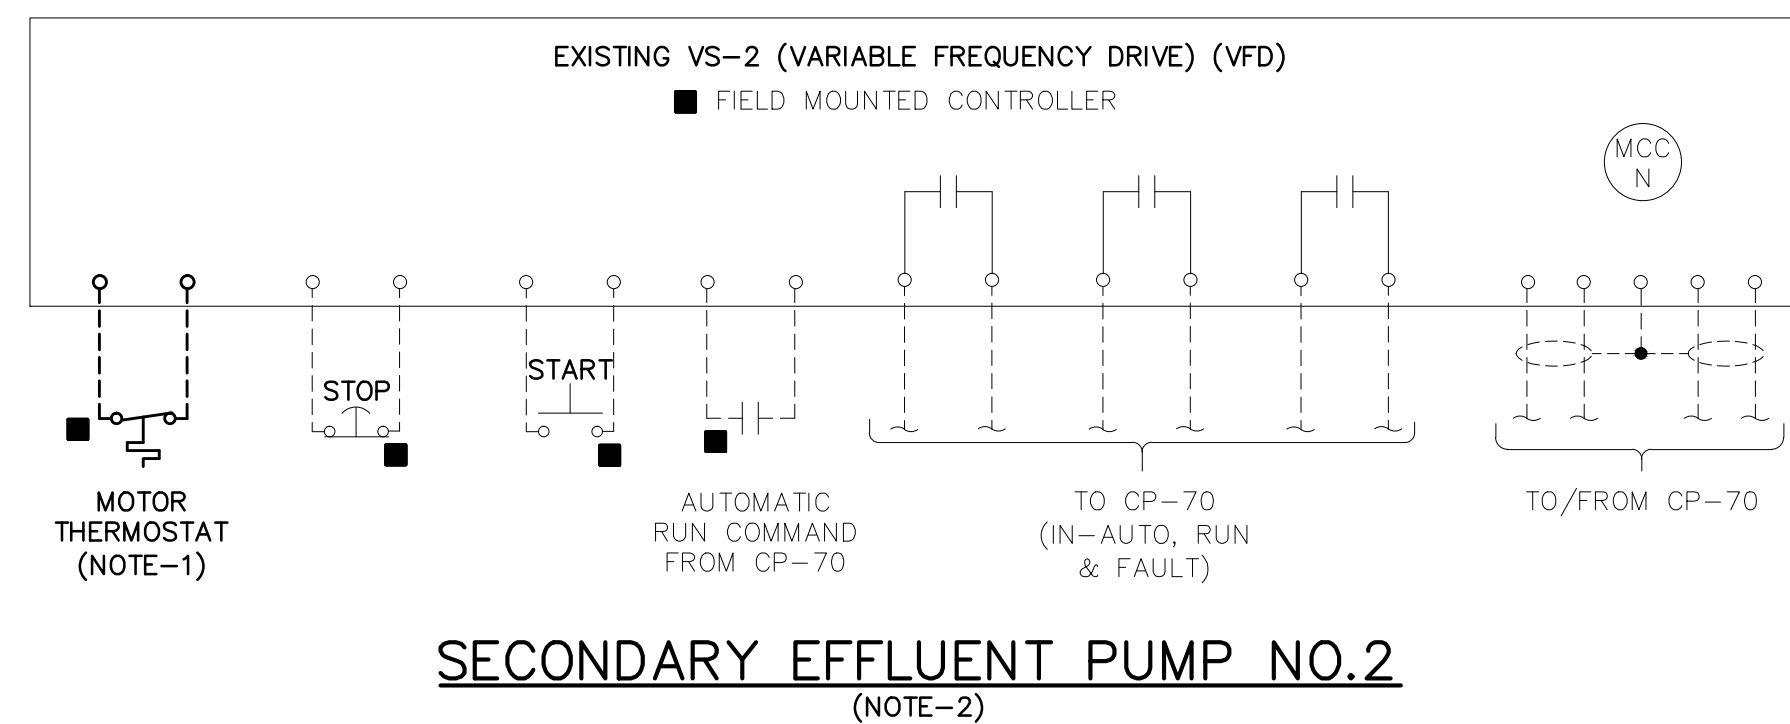 EXISTING VS-2 (VARIABLE FREQUENCY DRIVE) (VFD)
FIELD MOUNTED CONTROLLER
MCC
N
STOP
START
MOTOR
THERMOSTAT
(NOTE-1)
AUTOMATIC
RUN COMMAND
FROM CP-70
TO CP-70
(IN-AUTO, RUN
& FAULT)
TO/FROM CP-70
SECONDARY EFFLUENT PUMP NO.2
(NOTE-2)